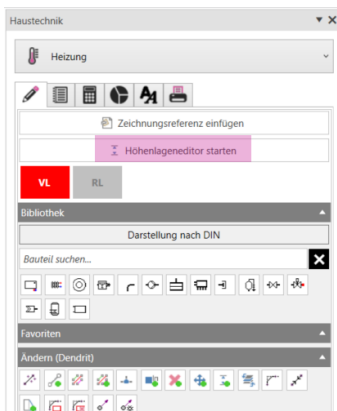 Haustechnik
Heizung
Zeichnungsreferenz einfügen
Höhenlageneditor starten
VL RL
Bibliothek
Darstellung nach DIN
Bauteil suchen...
Favoriten
Ändern (Dendrit)